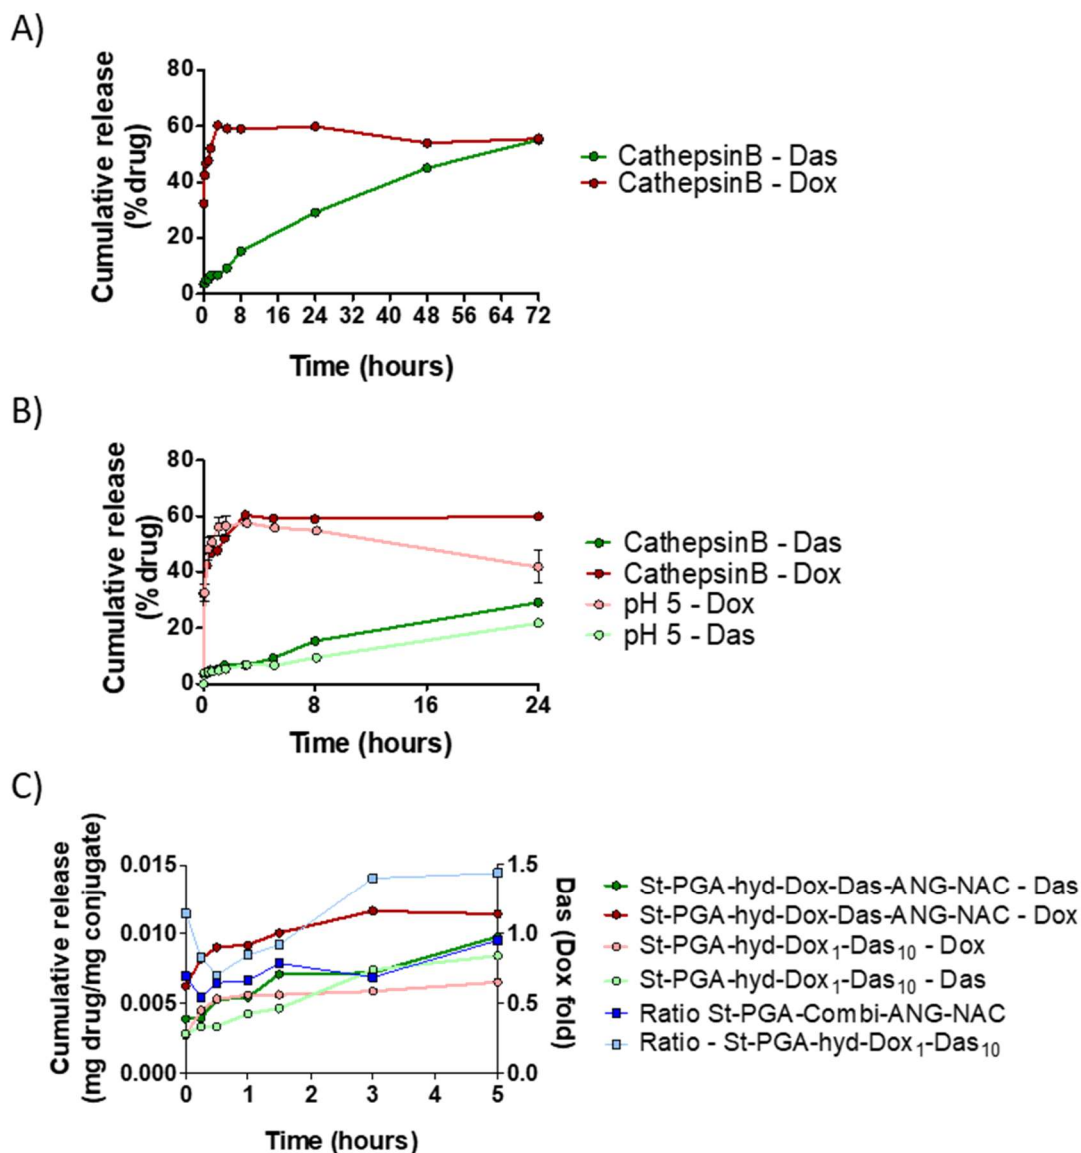 A)
Cumulative release
(% drug)
80
60
40
20
0
0 8 16 24 32 40 48 56 64 72
Time (hours)
CathepsinB - Das
CathepsinB - Dox
B)
Cumulative release
(% drug)
80
60
40
20
0
0 8 16 24
Time (hours)
CathepsinB - Das
CathepsinB - Dox
pH 5 - Dox
pH 5 - Das
C)
Cumulative release
(mg drug/mg conjugate)
0.015
0.010
0.005
0.000
0 1 2 3 4 5
Time (hours)
1.5
1.0
0.5
0.0
Das (Dox fold)
St-PGA-hyd-Dox-Das-ANG-NAC - Das
St-PGA-hyd-Dox-Das-ANG-NAC - Dox
St-PGA-hyd-Dox₁-Das₁₀ - Dox
St-PGA-hyd-Dox₁-Das₁₀ - Das
Ratio St-PGA-Combi-ANG-NAC
Ratio - St-PGA-hyd-Dox₁-Das₁₀